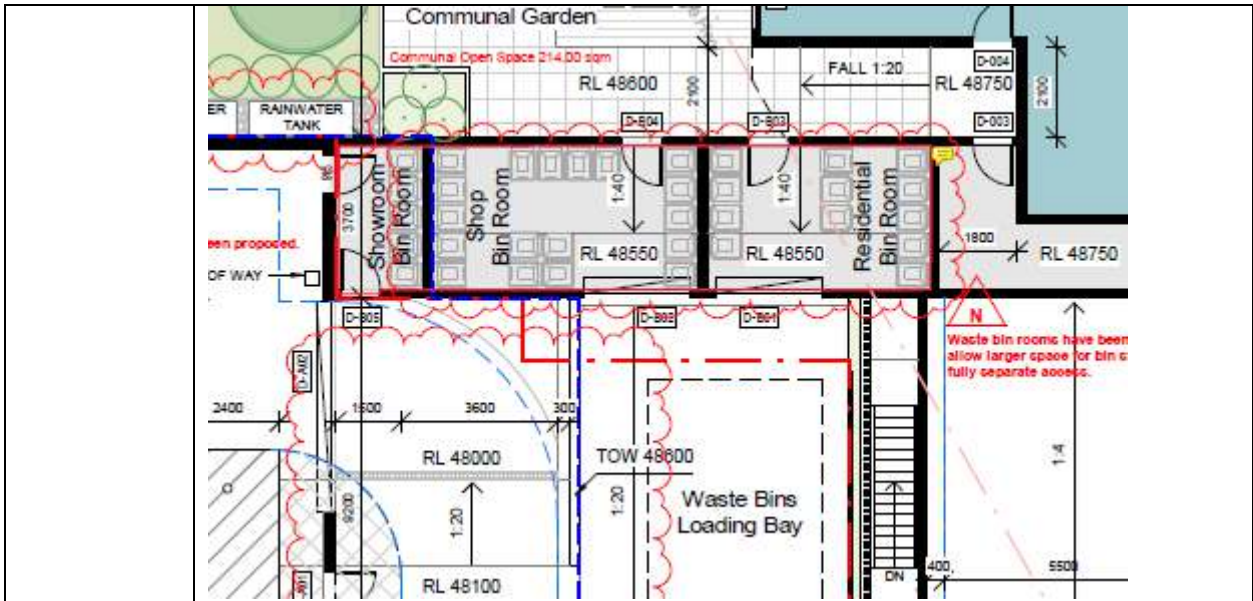 Communal Garden
Communal Open Space 214.00 sqm
D-004
FALL 1:20
RL 48600
RL 48750
2100
2100
ER
RAINWATER
TANK
D-B04
D-B03
D-003
3700
Showroom
Bin Room
Shop
Bin Room
1:40
1:40
Residential
Bin Room
RL 48550
RL 48550
1800
RL 48750
en proposed.
OF WAY
D-B05
D-B02
D-B01
N
Waste bin rooms have been
allow larger space for bin s
fully separate access.
D-A02
2400
1500
3600
300
RL 48000
TOW 48600
1:4
9200
1:20
1:20
Waste Bins
Loading Bay
RL 48100
DN
400
5500